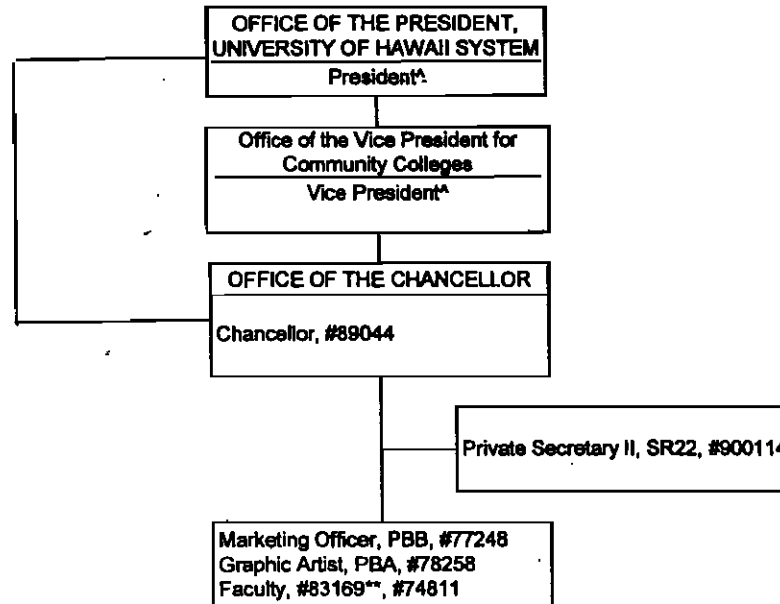 OFFICE OF THE PRESIDENT,
UNIVERSITY OF HAWAII SYSTEM
President^
Office of the Vice President for
Community Colleges
Vice President^
OFFICE OF THE CHANCELLOR
Chancellor, #89044
Private Secretary II, SR22, #900114
Marketing Officer, PBB, #77248
Graphic Artist, PBA, #78258
Faculty, #83169**, #74811